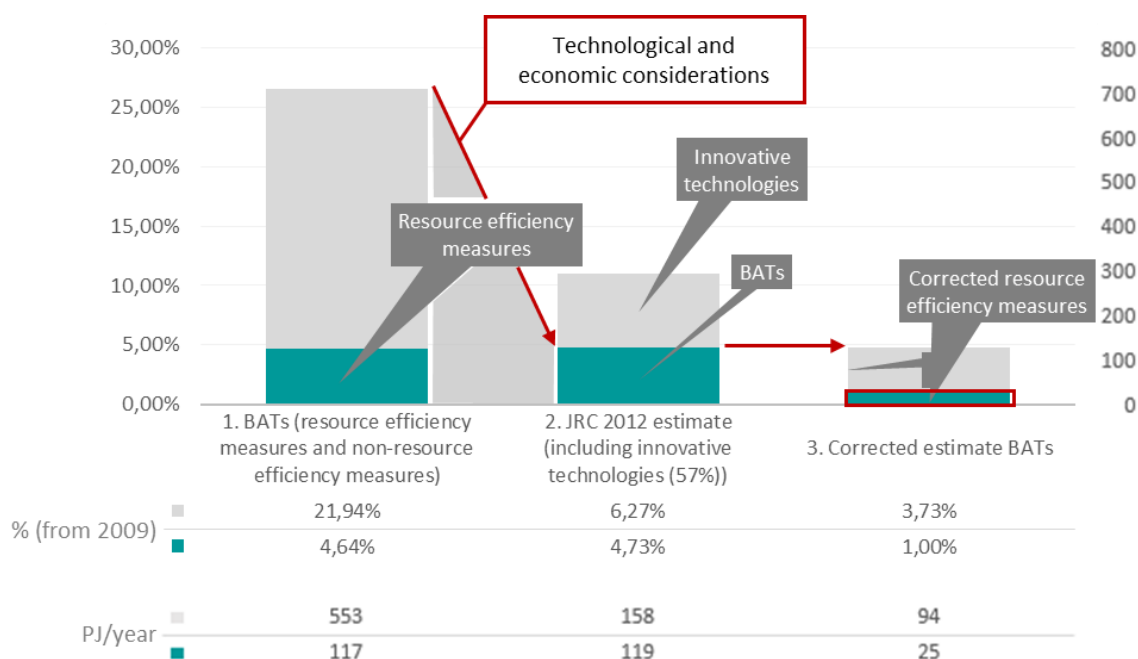 Technological and
economic considerations
30,00%
25,00%
20,00%
15,00%
10,00%
5,00%
0,00%
800
700
600
500
400
300
200
100
0
Innovative
technologies
Resource efficiency
measures
BATs
Corrected resource
efficiency measures
1. BATs (resource efficiency
measures and non-resource
efficiency measures)
2. JRC 2012 estimate
(including innovative
technologies (57%))
3. Corrected estimate BATs
% (from 2009)
21,94% 6,27% 3,73%
4,64% 4,73% 1,00%
PJ/year
553 158 94
117 119 25